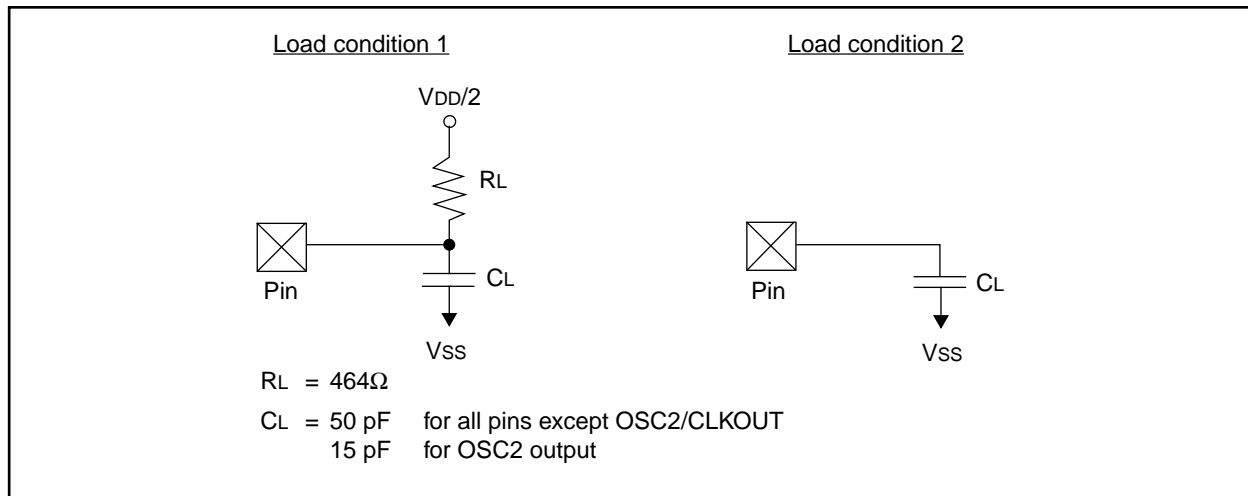 Load condition 1
Load condition 2
VDD/2
RL
Pin
CL
VSS
Pin
CL
VSS
RL = 464Ω
CL = 50 pF for all pins except OSC2/CLKOUT
15 pF for OSC2 output